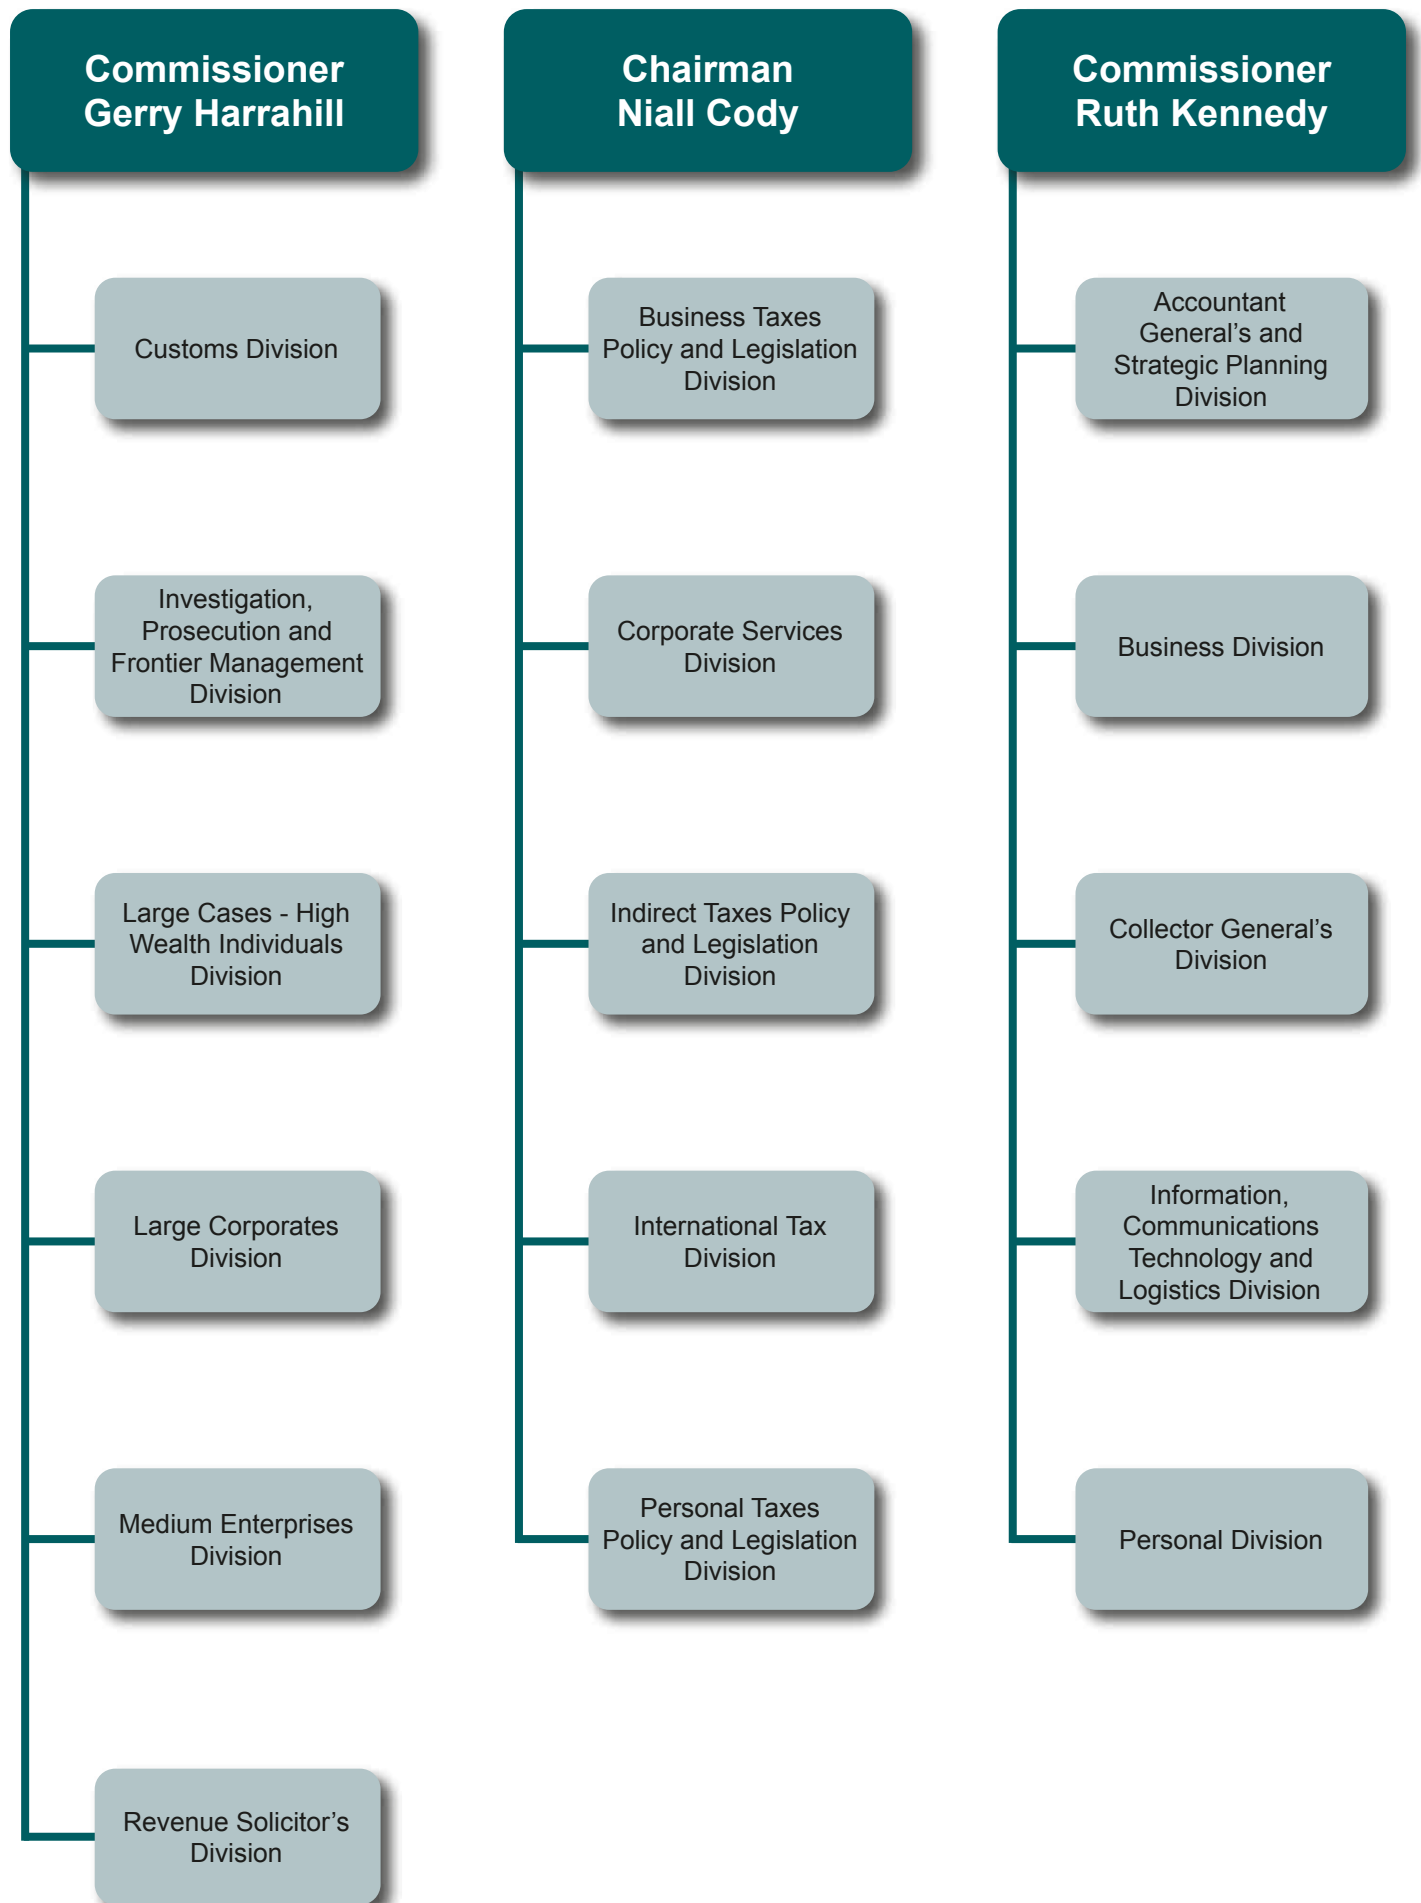 Commissioner
Gerry Harrahill
Customs Division
Investigation,
Prosecution and
Frontier Management
Division
Large Cases - High
Wealth Individuals
Division
Large Corporates
Division
Medium Enterprises
Division
Revenue Solicitor’s
Division
Chairman
Niall Cody
Business Taxes
Policy and Legislation
Division
Corporate Services
Division
Indirect Taxes Policy
and Legislation
Division
International Tax
Division
Personal Taxes
Policy and Legislation
Division
Commissioner
Ruth Kennedy
Accountant
General’s and
Strategic Planning
Division
Business Division
Collector General’s
Division
Information,
Communications
Technology and
Logistics Division
Personal Division